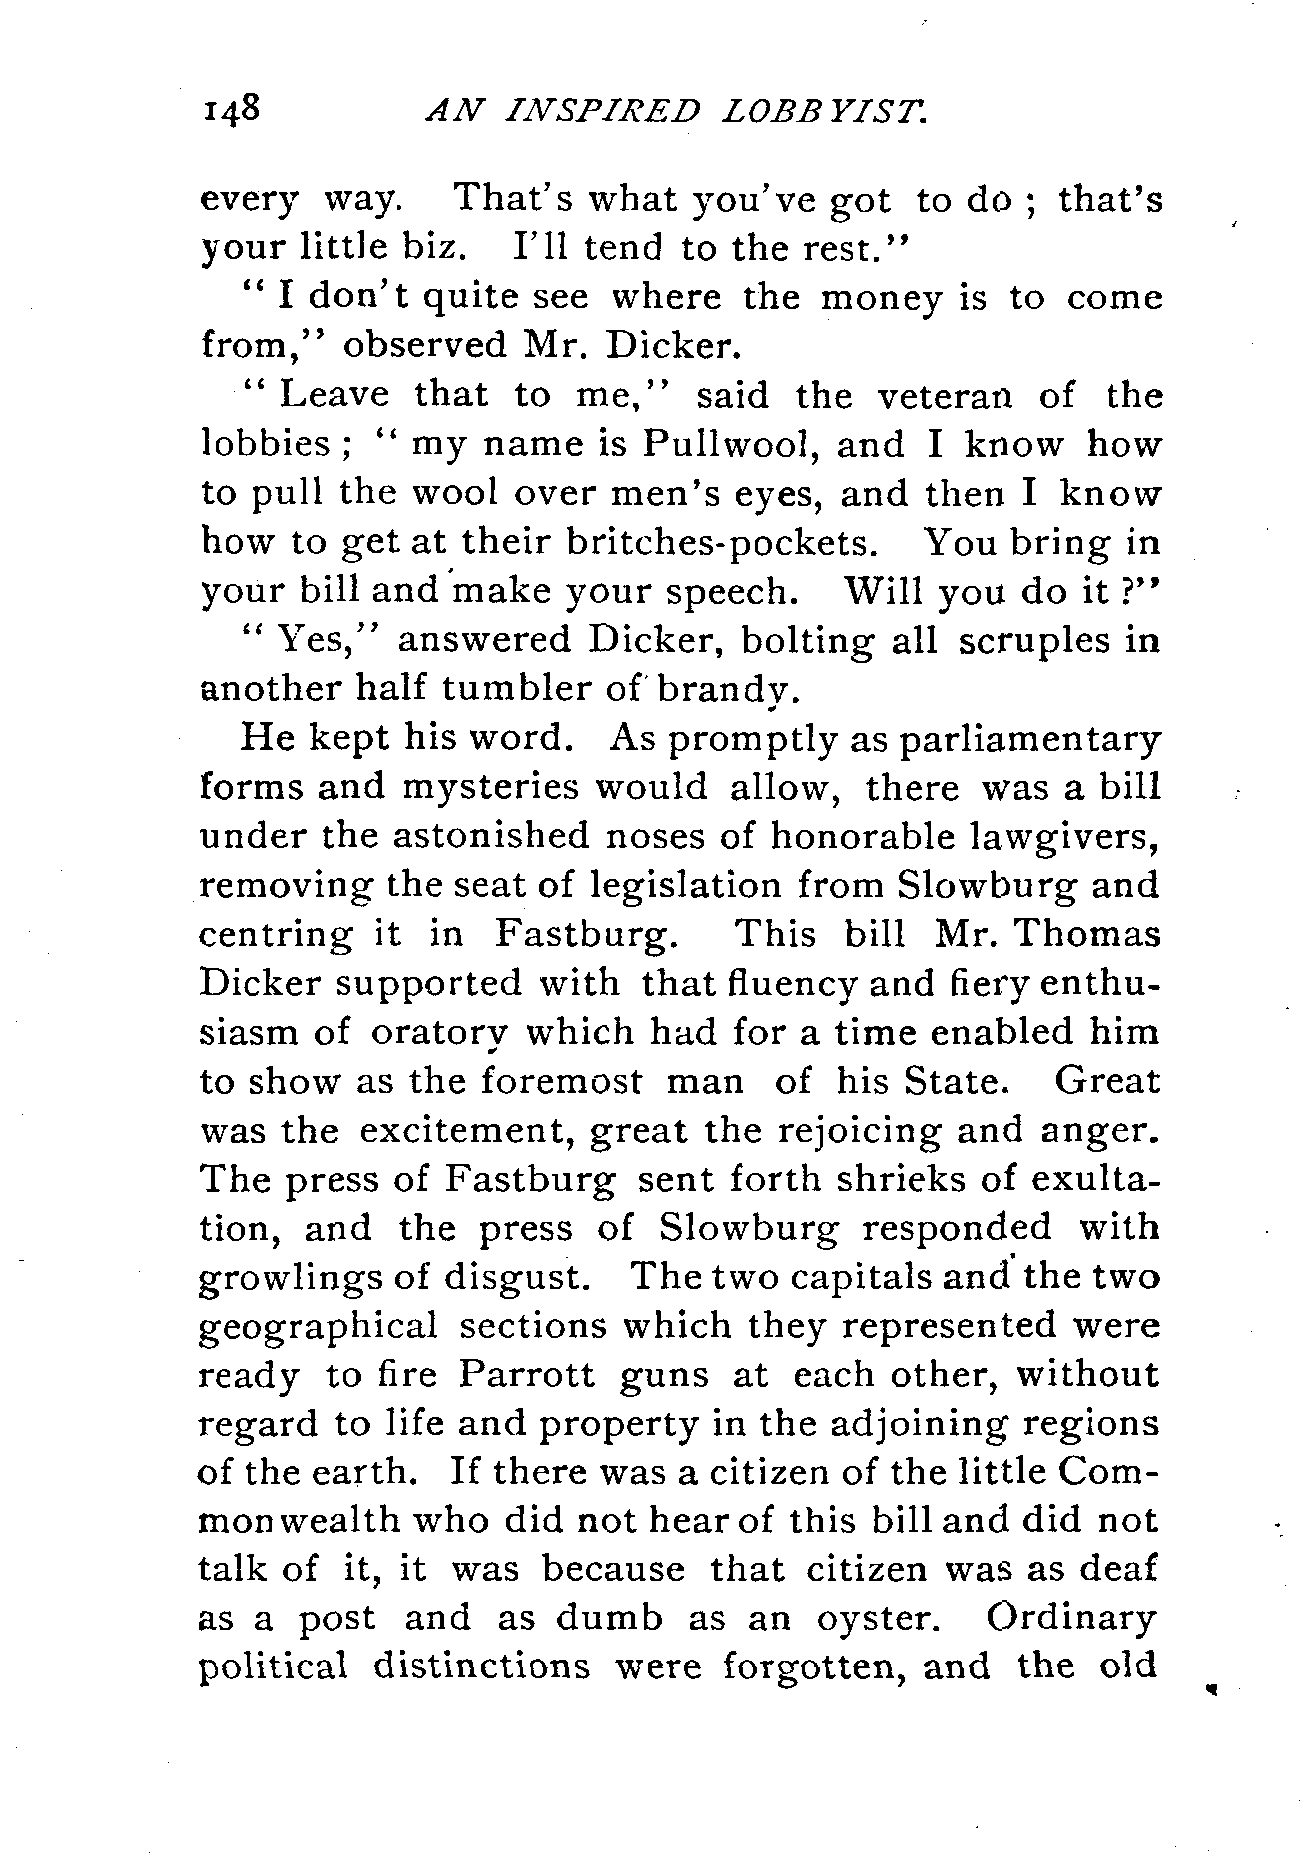 148 AN INSPIRED LOBBYIST.
every way. That's what you've got to do ; that's
your little biz. I'll tend to the rest."
" I don't quite see where the money is to come
from," observed Mr. Dicker.
" Leave that to me," said the veteran of the
lobbies ; " my name is Pullwool, and I know how
to pull the wool over men's eyes, and then I know
how to get at their britches-pockets. You bring in
your bill and make your speech. Will you do it ?"
" Yes," answered Dicker, bolting all scruples in
another half tumbler of brandy.
He kept his word. As promptly as parliamentary
forms and mysteries would allow, there was a bill
under the astonished noses of honorable lawgivers,
removing the seat of legislation from Slowburg and
centring it in Fastburg. This bill Mr. Thomas
Dicker supported with that fluency and fiery enthu-
siasm of oratory which had for a time enabled him
to show as the foremost man of his State. Great
was the excitement, great the rejoicing and anger.
The press of Fastburg sent forth shrieks of exulta-
tion, and the press of Slowburg responded with
growlings of disgust. The two capitals and the two
geographical sections which they represented were
ready to fire Parrott guns at each other, without
regard to life and property in the adjoining regions
of the earth. If there was a citizen of the little Com-
monwealth who did not hear of this bill and did not
talk of it, it was because that citizen was as deaf
as a post and as dumb as an oyster. Ordinary
political distinctions were forgotten, and the old